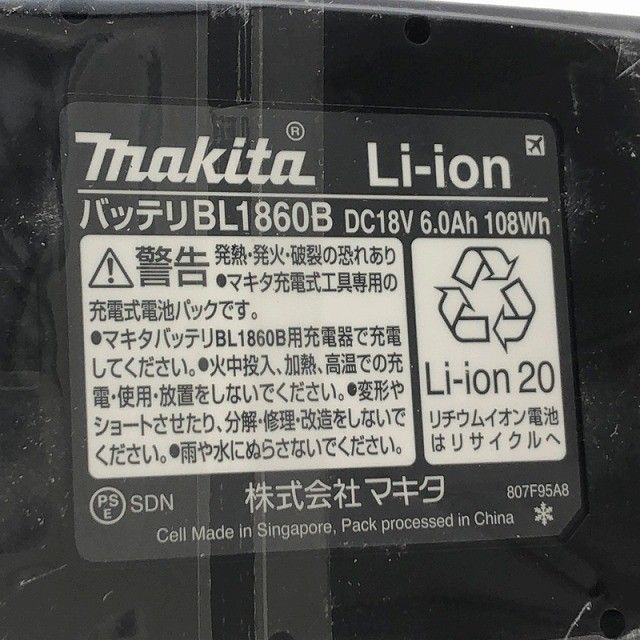 makita® Li-ion
バッテリBL1860B DC18V 6.0Ah 108Wh
警告 発熱・発火・破裂の恐れあり
●マキタ充電式工具専用の
充電式電池パックです。
●マキタバッテリBL1860B用充電器で充電
してください。●火中投入、加熱、高温での充
電・使用・放置をしないでください。●変形や
ショートさせたり、分解・修理・改造をしないで
ください。●雨や水にぬらさないでください。
Li-ion 20
リチウムイオン電池
はリサイクルへ
PSE SDN 株式会社マキタ 807F95A8
Cell Made in Singapore, Pack processed in China